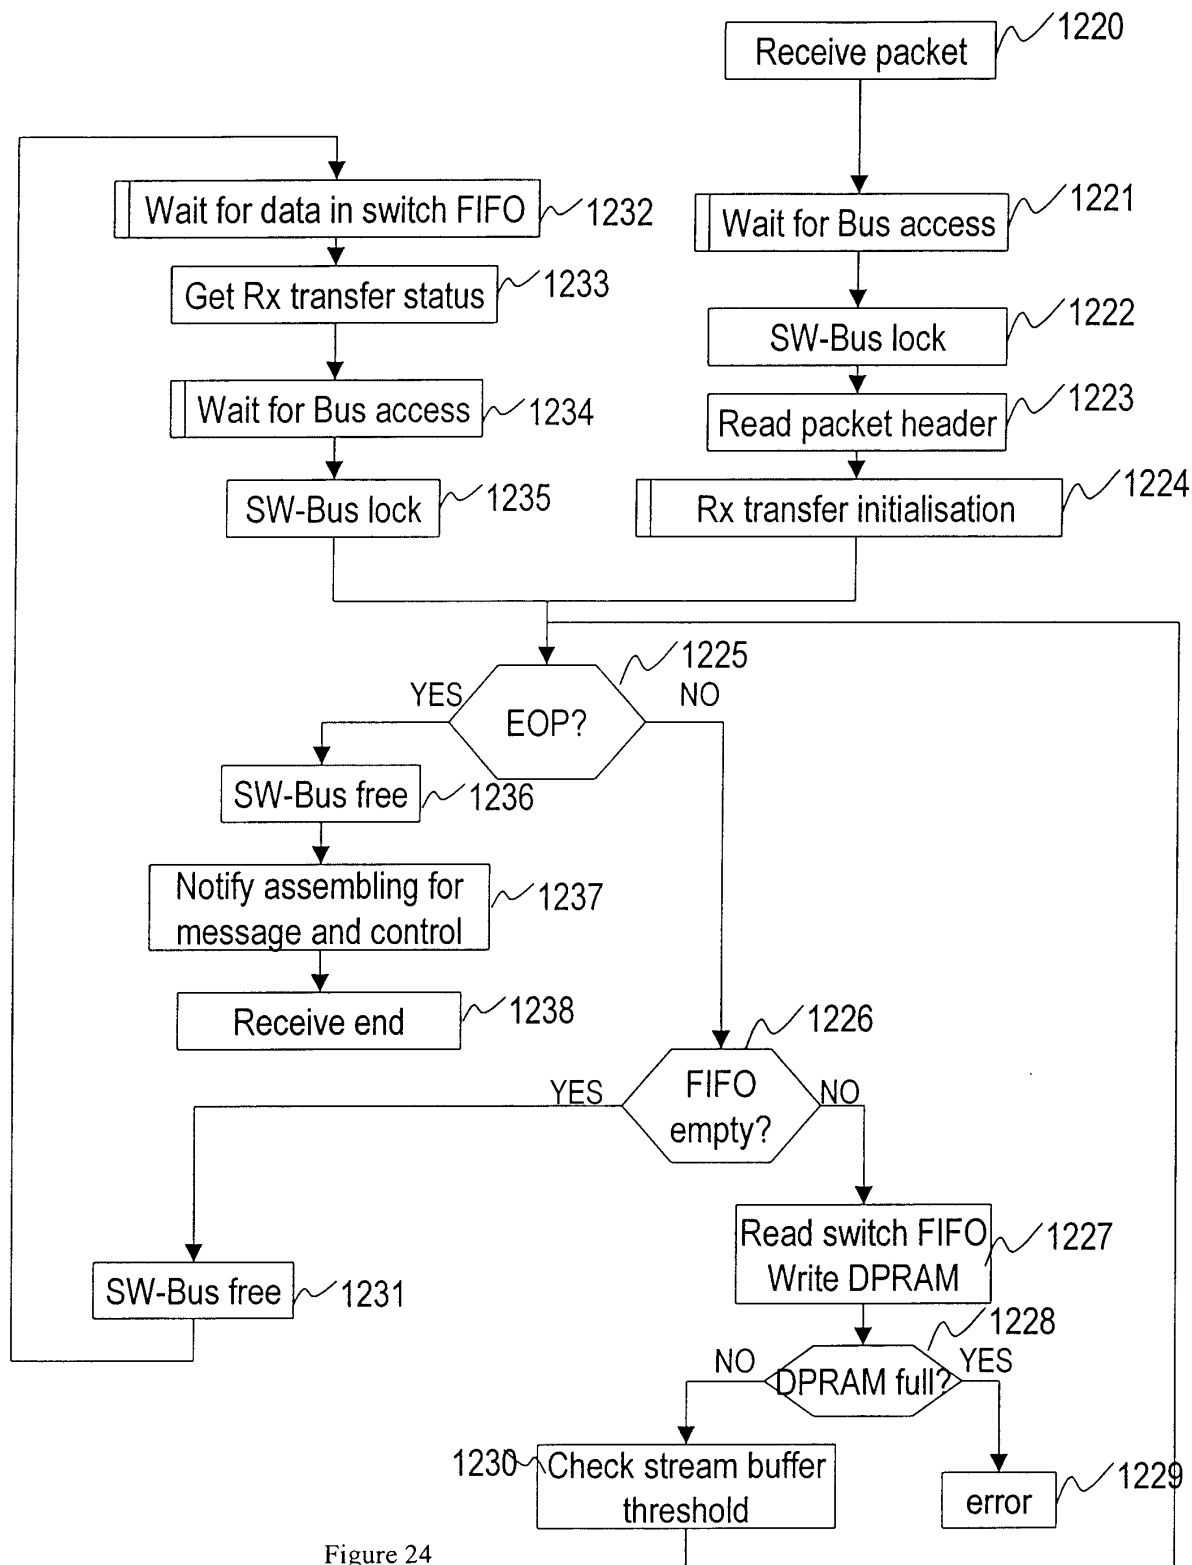 Receive packet
1220
Wait for data in switch FIFO
1232
Wait for Bus access
1221
Get Rx transfer status
1233
SW-Bus lock
1222
Wait for Bus access
1234
Read packet header
1223
SW-Bus lock
1235
Rx transfer initialisation
1224
EOP?
1225
YES
NO
SW-Bus free
1236
Notify assembling for
message and control
1237
Receive end
1238
FIFO
empty?
1226
YES
NO
Read switch FIFO
Write DPRAM
1227
SW-Bus free
1231
DPRAM full?
1228
NO
YES
1230
Check stream buffer
threshold
error
1229
Figure 24